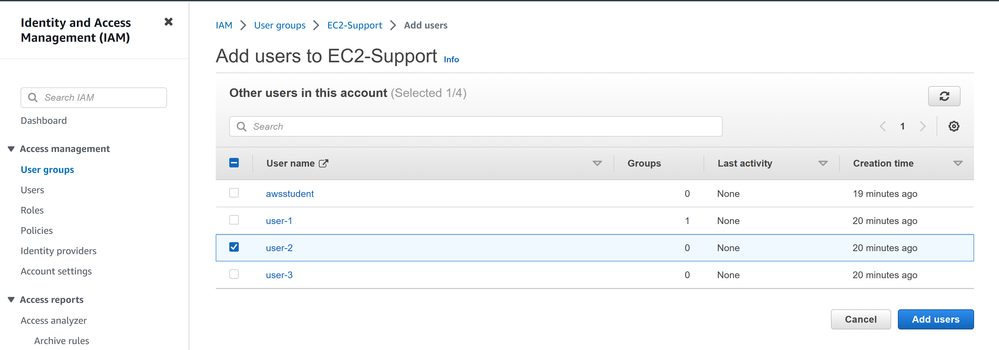 Identity and Access
Management (IAM)
Search IAM
Dashboard
Access management
User groups
Users
Roles
Policies
Identity providers
Account settings
Access reports
Access analyzer
Archive rules
IAM > User groups > EC2-Support > Add users
Add users to EC2-Support Info
Other users in this account (Selected 1/4)
Search
1
User name Groups Last activity Creation time
awsstudent 0 None 19 minutes ago
user-1 1 None 20 minutes ago
user-2 0 None 20 minutes ago
user-3 0 None 20 minutes ago
Cancel Add users